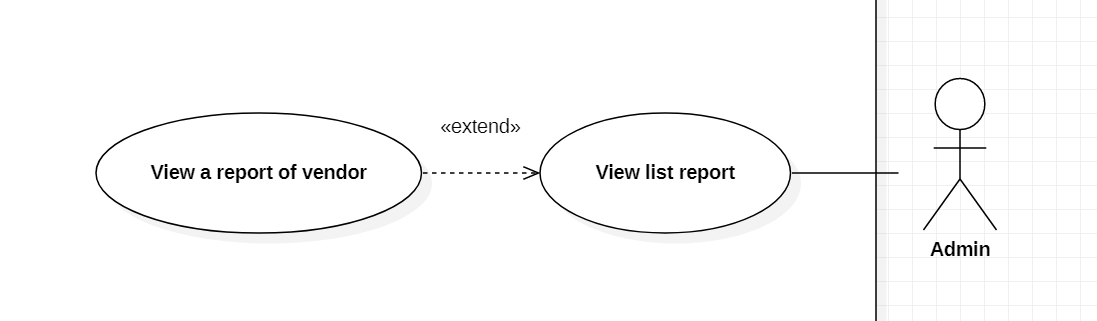 «extend»
View a report of vendor
View list report
Admin